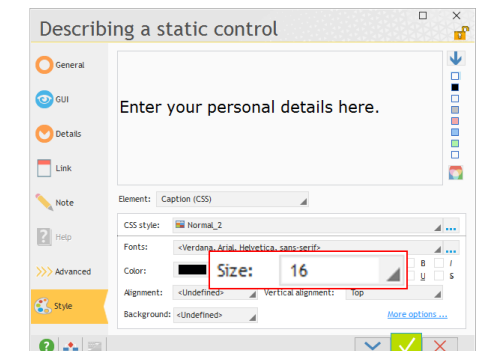 Describing a static control
General
GUI
Details
Link
Note
Help
Advanced
Style
Enter your personal details here.
Element: Caption (CSS)
CSS style: Normal_2 ...
Fonts: <Verdana, Arial, Helvetica, sans-serif> ...
Color:
Size: 16
B I
U S
Alignment: <Undefined> Vertical alignment: Top
Background: <Undefined> More options ...